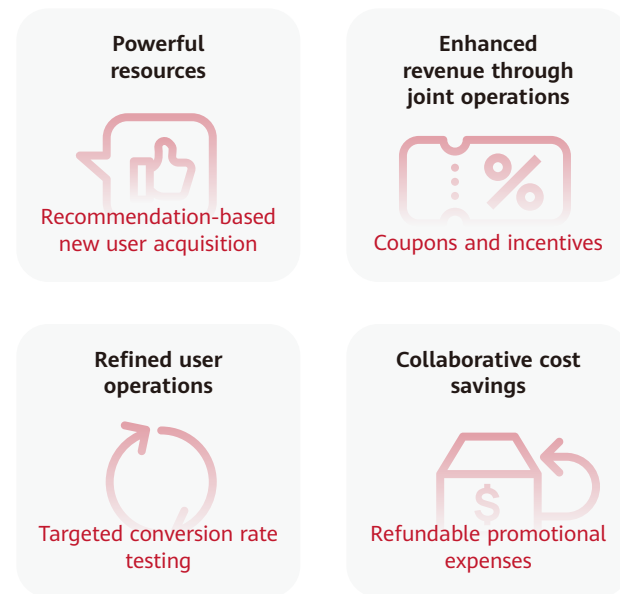 Powerful
resources
Recommendation-based
new user acquisition
Enhanced
revenue through
joint operations
%
Coupons and incentives
Refined user
operations
Targeted conversion rate
testing
Collaborative cost
savings
$
Refundable promotional
expenses